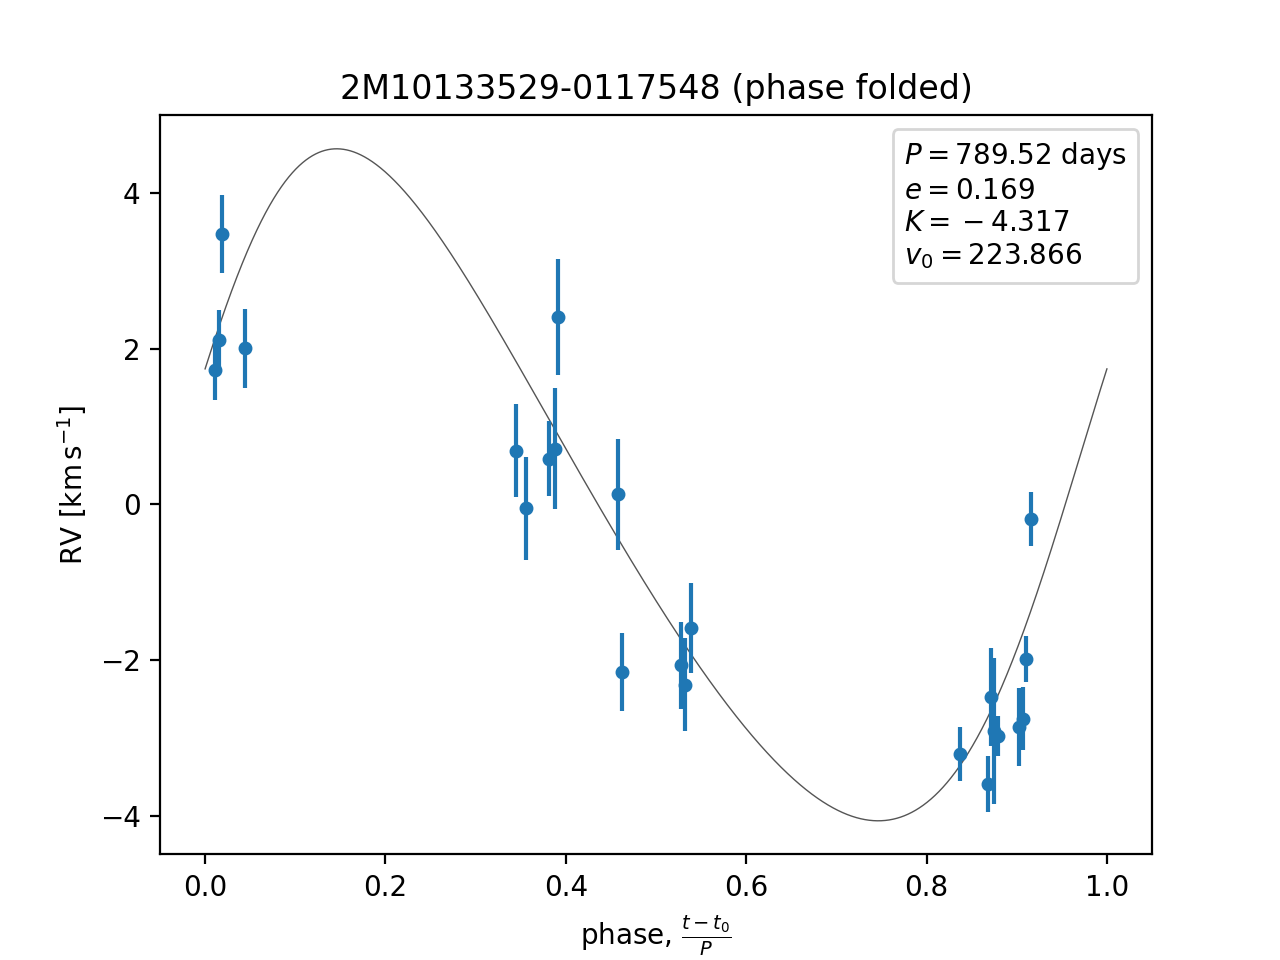 2M10133529-0117548 (phase folded)
P = 789.52 days
e = 0.169
K = −4.317
v₀ = 223.866
4
2
0
−2
−4
RV [km s⁻¹]
0.0 0.2 0.4 0.6 0.8 1.0
phase, (t − t₀)/P